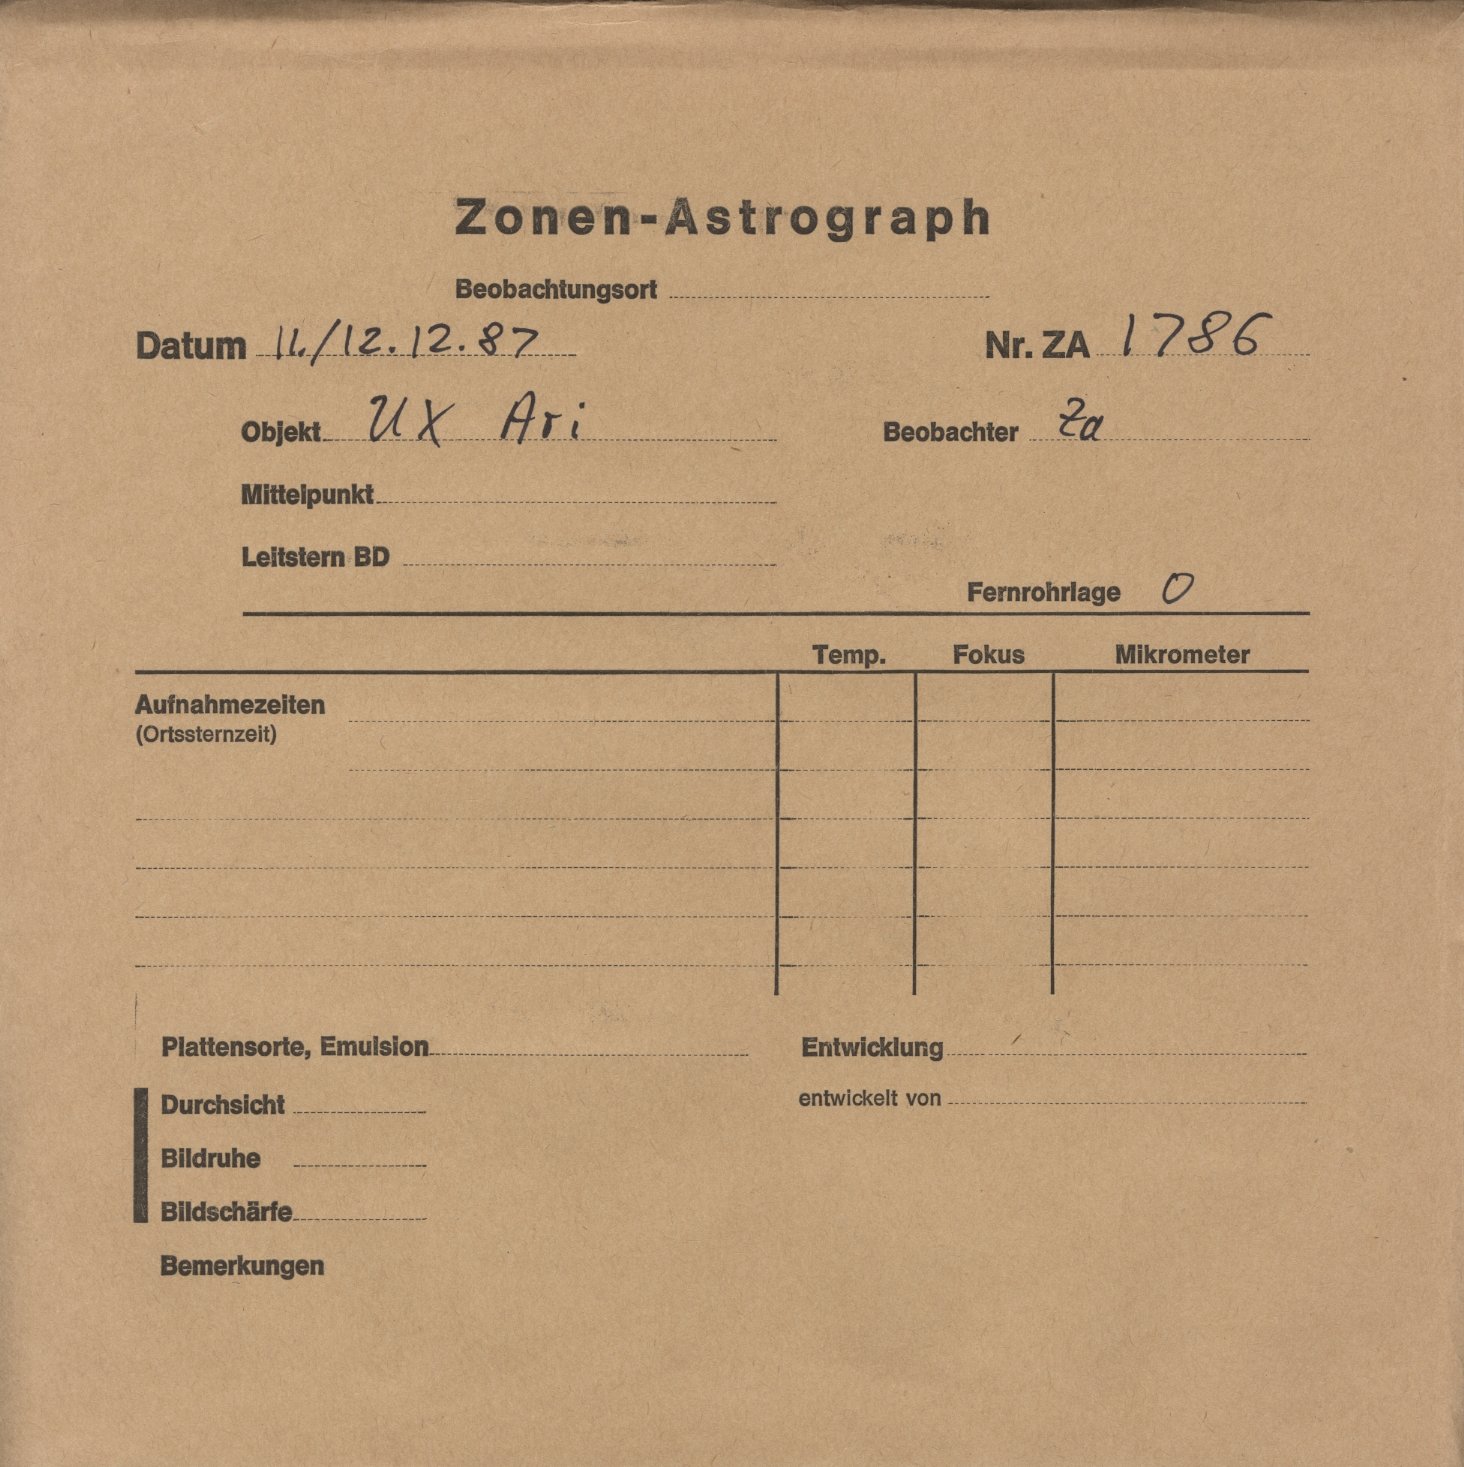 Zonen-Astrograph
Beobachtungsort
Datum 11./12.12.87 Nr. ZA 1786
Objekt UX Ari Beobachter Za
Mittelpunkt
Leitstern BD
Fernrohrlage O
Temp. Fokus Mikrometer
Aufnahmezeiten
(Ortssternzeit)
Plattensorte, Emulsion Entwicklung
Durchsicht entwickelt von
Bildruhe
Bildschärfe
Bemerkungen